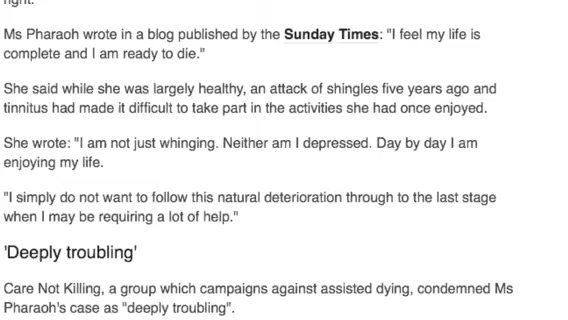 right."
Ms Pharaoh wrote in a blog published by the Sunday Times: "I feel my life is
complete and I am ready to die."
She said while she was largely healthy, an attack of shingles five years ago and
tinnitus had made it difficult to take part in the activities she had once enjoyed.
She wrote: "I am not just whinging. Neither am I depressed. Day by day I am
enjoying my life.
"I simply do not want to follow this natural deterioration through to the last stage
when I may be requiring a lot of help."
'Deeply troubling'
Care Not Killing, a group which campaigns against assisted dying, condemned Ms
Pharaoh's case as "deeply troubling".